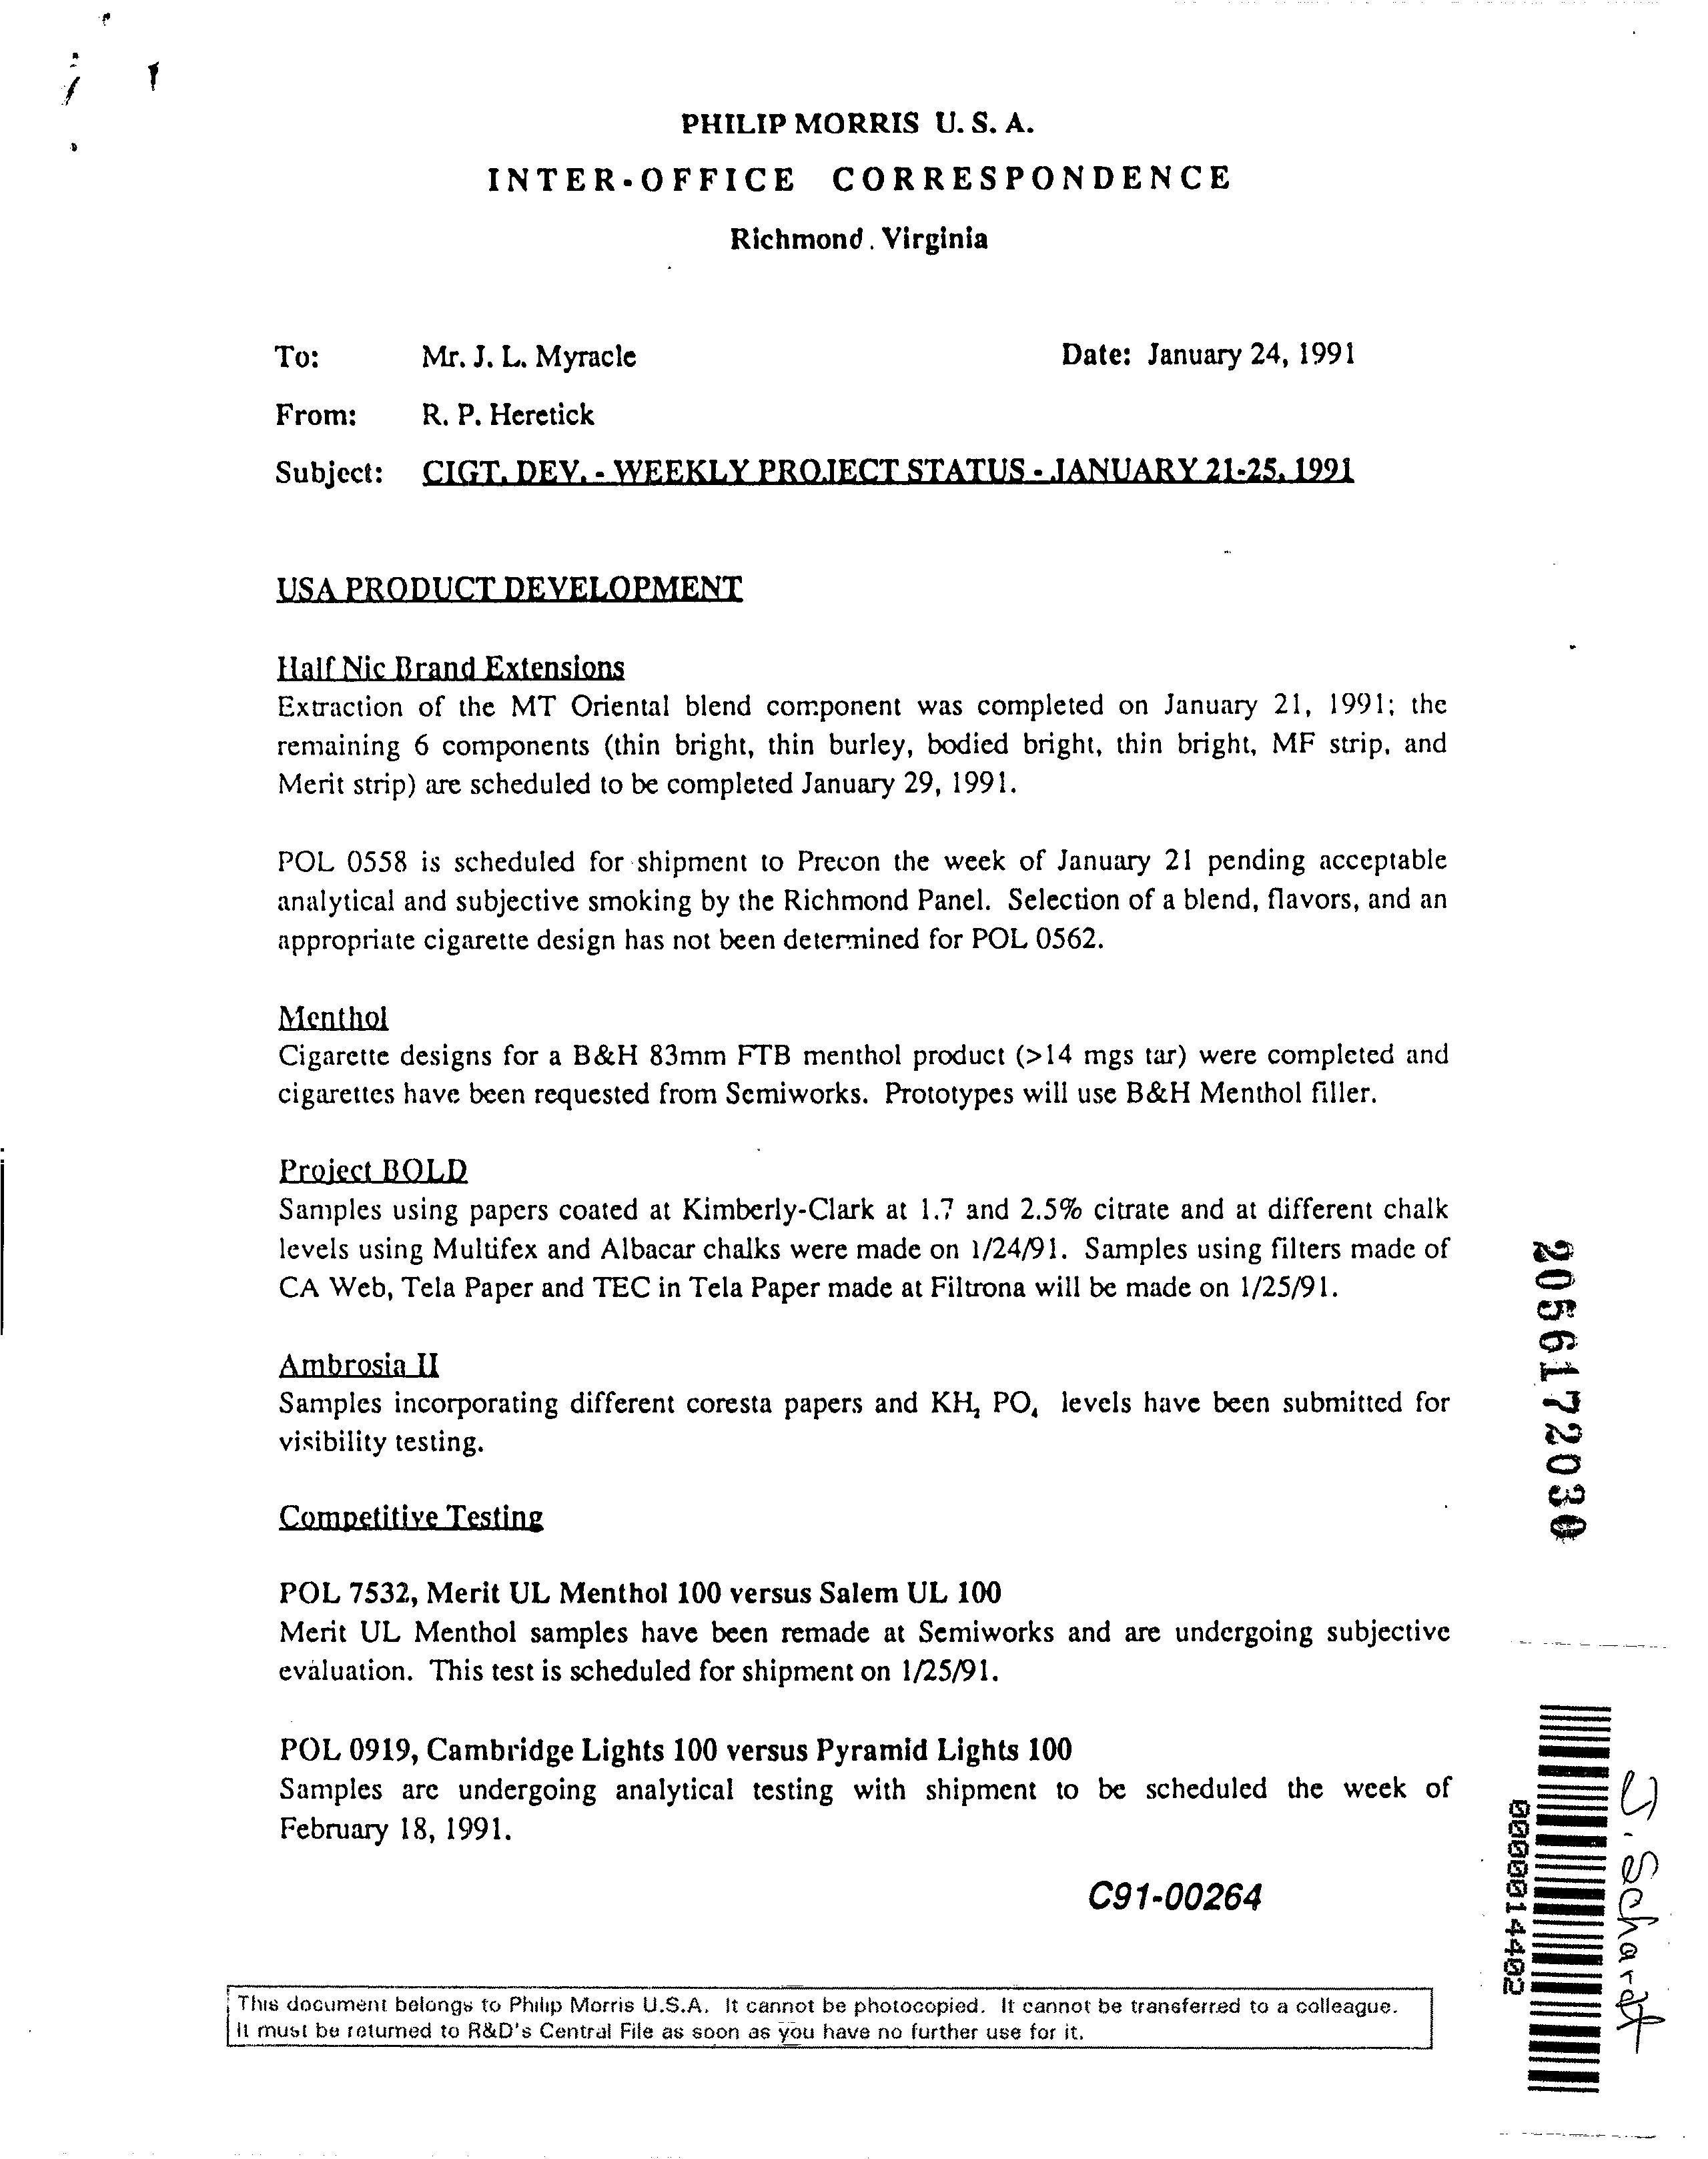 PHILIP MORRIS U. S. A.
INTER-OFFICE CORRESPONDENCE
Richmond, Virginia
To: Mr. J. L. Myracle Date: January 24, 1991
From: R. P. Heretick
Subject: CIGT. DEV. - WEEKLY PROJECT STATUS - JANUARY 21-25, 1991
USA PRODUCT DEVELOPMENT
Half Nic Brand Extensions
Extraction of the MT Oriental blend component was completed on January 21, 1991; the
remaining 6 components (thin bright, thin burley, bodied bright, thin bright, MF strip, and
Merit strip) are scheduled to be completed January 29, 1991.
POL 0558 is scheduled for shipment to Precon the week of January 21 pending acceptable
analytical and subjective smoking by the Richmond Panel. Selection of a blend, flavors, and an
appropriate cigarette design has not been determined for POL 0562.
Menthol
Cigarette designs for a B&H 83mm FTB menthol product (>14 mgs tar) were completed and
cigarettes have been requested from Semiworks. Prototypes will use B&H Menthol filler.
Project BOLD
Samples using papers coated at Kimberly-Clark at 1.7 and 2.5% citrate and at different chalk
levels using Multifex and Albacar chalks were made on 1/24/91. Samples using filters made of
CA Web, Tela Paper and TEC in Tela Paper made at Filtrona will be made on 1/25/91.
Ambrosia II
Samples incorporating different coresta papers and KH₂ PO₄ levels have been submitted for
visibility testing.
Competitive Testing
POL 7532, Merit UL Menthol 100 versus Salem UL 100
Merit UL Menthol samples have been remade at Semiworks and are undergoing subjective
evaluation. This test is scheduled for shipment on 1/25/91.
POL 0919, Cambridge Lights 100 versus Pyramid Lights 100
Samples are undergoing analytical testing with shipment to be scheduled the week of
February 18, 1991.
C91-00264
This document belongs to Philip Morris U.S.A. It cannot be photocopied. It cannot be transferred to a colleague.
It must be returned to R&D's Central File as soon as you have no further use for it.
2056172030
0000014402
J. Schardt